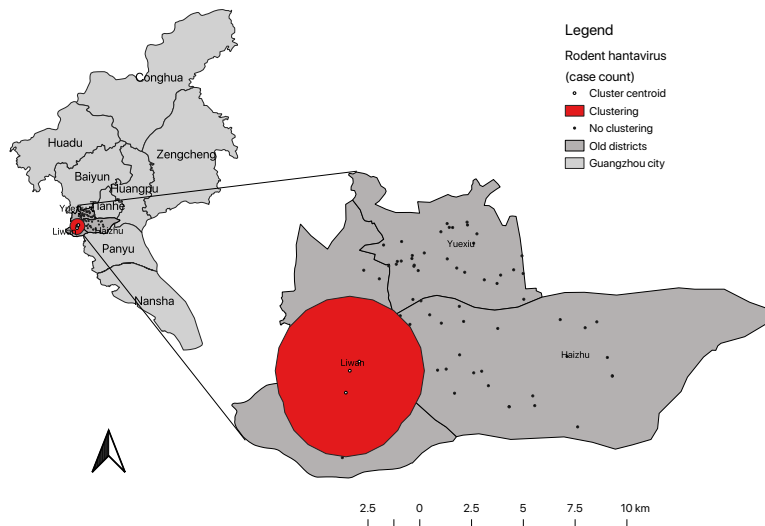 Legend
Rodent hantavirus
(case count)
Cluster centroid
Clustering
No clustering
Old districts
Guangzhou city
Conghua
Huadu
Zengcheng
Baiyun
Huangpu
Tianhe
Liwan
Haizhu
Panyu
Nansha
Yuexiu
Liwan
Haizhu
2.5 0 2.5 5 7.5 10 km